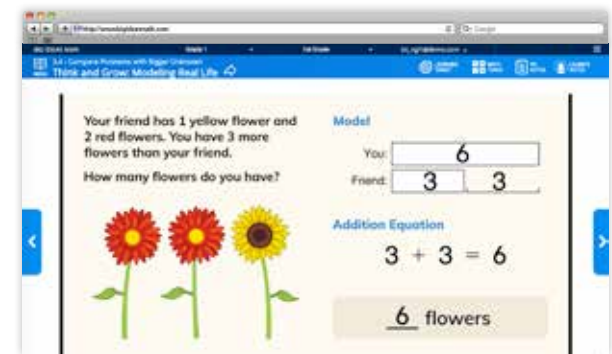 Think and Grow: Modeling Real Life
Your friend has 1 yellow flower and
2 red flowers. You have 3 more
flowers than your friend.
How many flowers do you have?
Model
You: 6
Friend: 3 3
Addition Equation
3 + 3 = 6
6 flowers